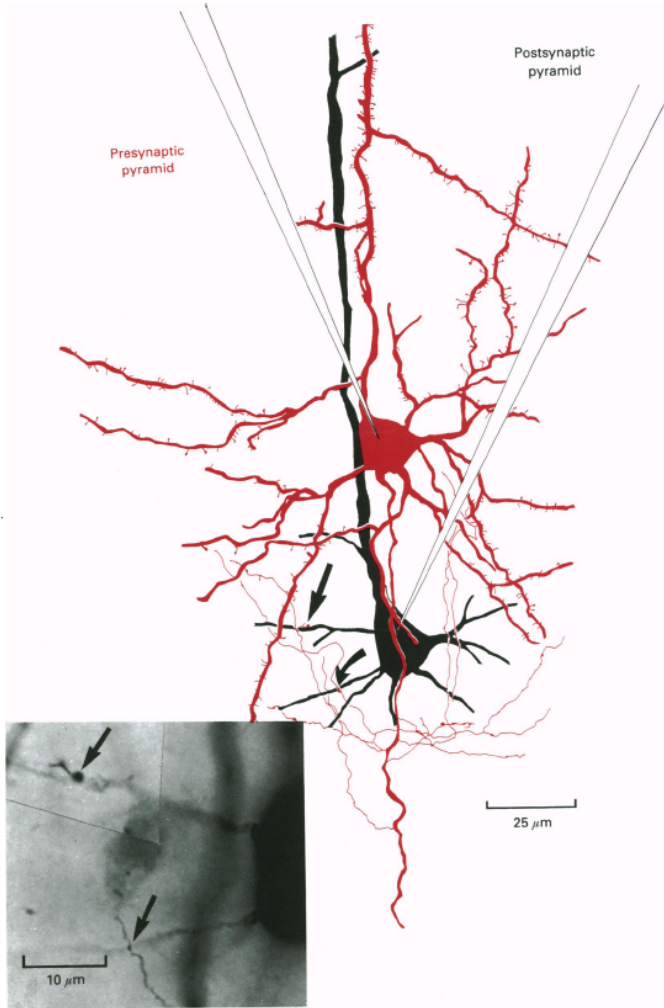 Postsynaptic
pyramid
Presynaptic
pyramid
25 μm
10 μm